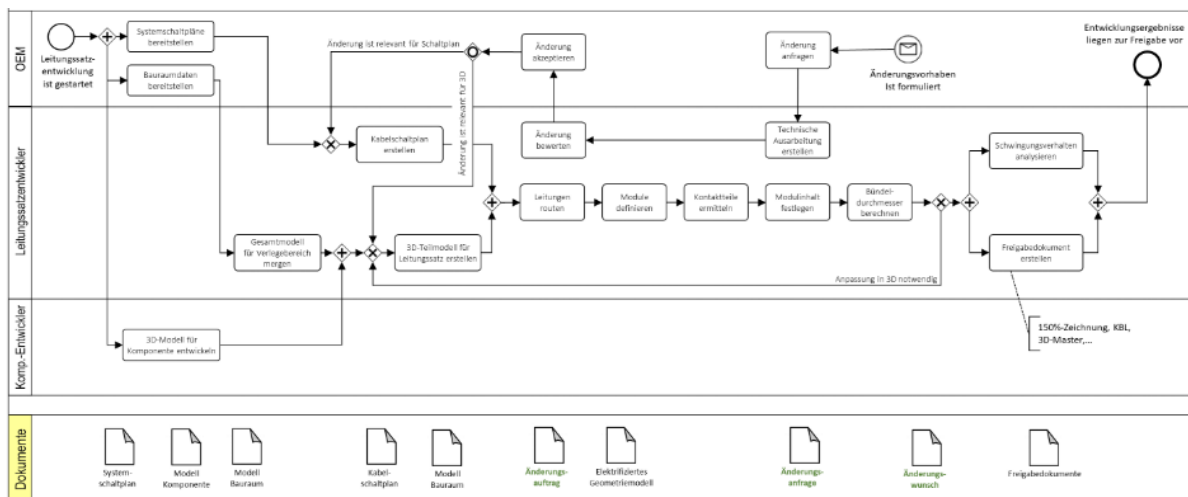 OEM
Leitungssatz-
entwicklung
ist gestartet
Systemschaltpläne
bereitstellen
Bauraumdaten
bereitstellen
Änderung ist relevant für Schaltplan
Änderung ist relevant für 3D
Änderung
akzeptieren
Änderung
anfragen
Änderungsvorhaben
Ist formuliert
Entwicklungsergebnisse
liegen zur Freigabe vor
Leitungssatzentwickler
Kabelschaltplan
erstellen
Änderung
bewerten
Technische
Ausarbeitung
erstellen
Schwingungsverhalten
analysieren
Leitungen
routen
Module
definieren
Kontaktteile
ermitteln
Modulinhalt
festlegen
Bündel-
durchmesser
berechnen
Gesamtmodell
für Verlegebereich
mergen
3D-Teilmodell für
Leitungssatz erstellen
Freigabedokument
erstellen
Anpassung in 3D notwendig
Komp.-Entwickler
3D-Modell für
Komponente entwickeln
150%-Zeichnung, KBL,
3D-Master,...
Dokumente
System-
schaltplan
Modell
Komponente
Modell
Bauraum
Kabel-
schaltplan
Modell
Bauraum
Änderungs-
auftrag
Elektrifiziertes
Geometriemodell
Änderungs-
anfrage
Änderungs-
wunsch
Freigabedokumente